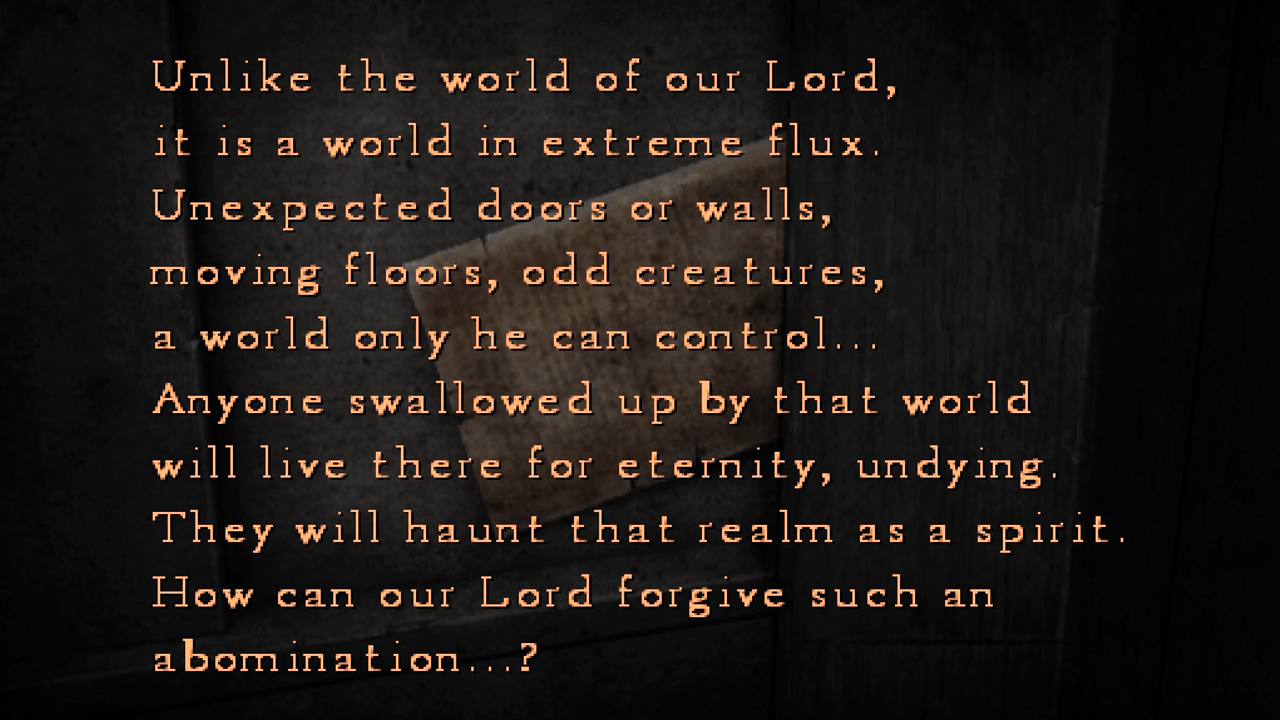 Unlike the world of our Lord,
it is a world in extreme flux.
Unexpected doors or walls,
moving floors, odd creatures,
a world only he can control...
Anyone swallowed up by that world
will live there for eternity, undying.
They will haunt that realm as a spirit.
How can our Lord forgive such an
abomination...?